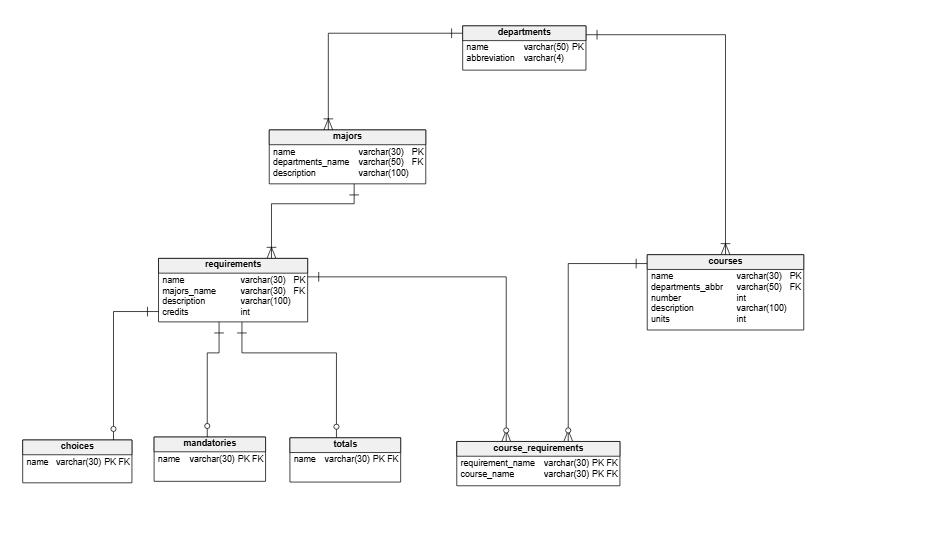 departments
name varchar(50) PK
abbreviation varchar(4)
majors
name varchar(30) PK
departments_name varchar(50) FK
description varchar(100)
requirements
name varchar(30) PK
majors_name varchar(30) FK
description varchar(100)
credits int
courses
name varchar(30) PK
departments_abbr varchar(50) FK
number int
description varchar(100)
units int
choices
name varchar(30) PK FK
mandatories
name varchar(30) PK FK
totals
name varchar(30) PK FK
course_requirements
requirement_name varchar(30) PK FK
course_name varchar(30) PK FK